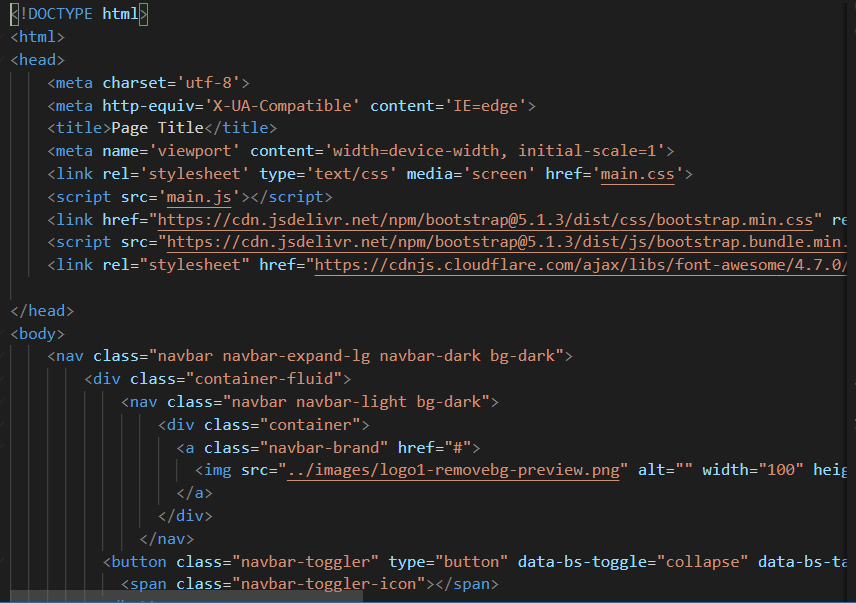 <!DOCTYPE html>
<html>
<head>
    <meta charset='utf-8'>
    <meta http-equiv='X-UA-Compatible' content='IE=edge'>
    <title>Page Title</title>
    <meta name='viewport' content='width=device-width, initial-scale=1'>
    <link rel='stylesheet' type='text/css' media='screen' href='main.css'>
    <script src='main.js'></script>
    <link href="https://cdn.jsdelivr.net/npm/bootstrap@5.1.3/dist/css/bootstrap.min.css" re
    <script src="https://cdn.jsdelivr.net/npm/bootstrap@5.1.3/dist/js/bootstrap.bundle.min.
    <link rel="stylesheet" href="https://cdnjs.cloudflare.com/ajax/libs/font-awesome/4.7.0/
</head>
<body>
    <nav class="navbar navbar-expand-lg navbar-dark bg-dark">
        <div class="container-fluid">
            <nav class="navbar navbar-light bg-dark">
                <div class="container">
                  <a class="navbar-brand" href="#">
                    <img src="../images/logo1-removebg-preview.png" alt="" width="100" heig
                  </a>
                </div>
              </nav>
          <button class="navbar-toggler" type="button" data-bs-toggle="collapse" data-bs-ta
            <span class="navbar-toggler-icon"></span>